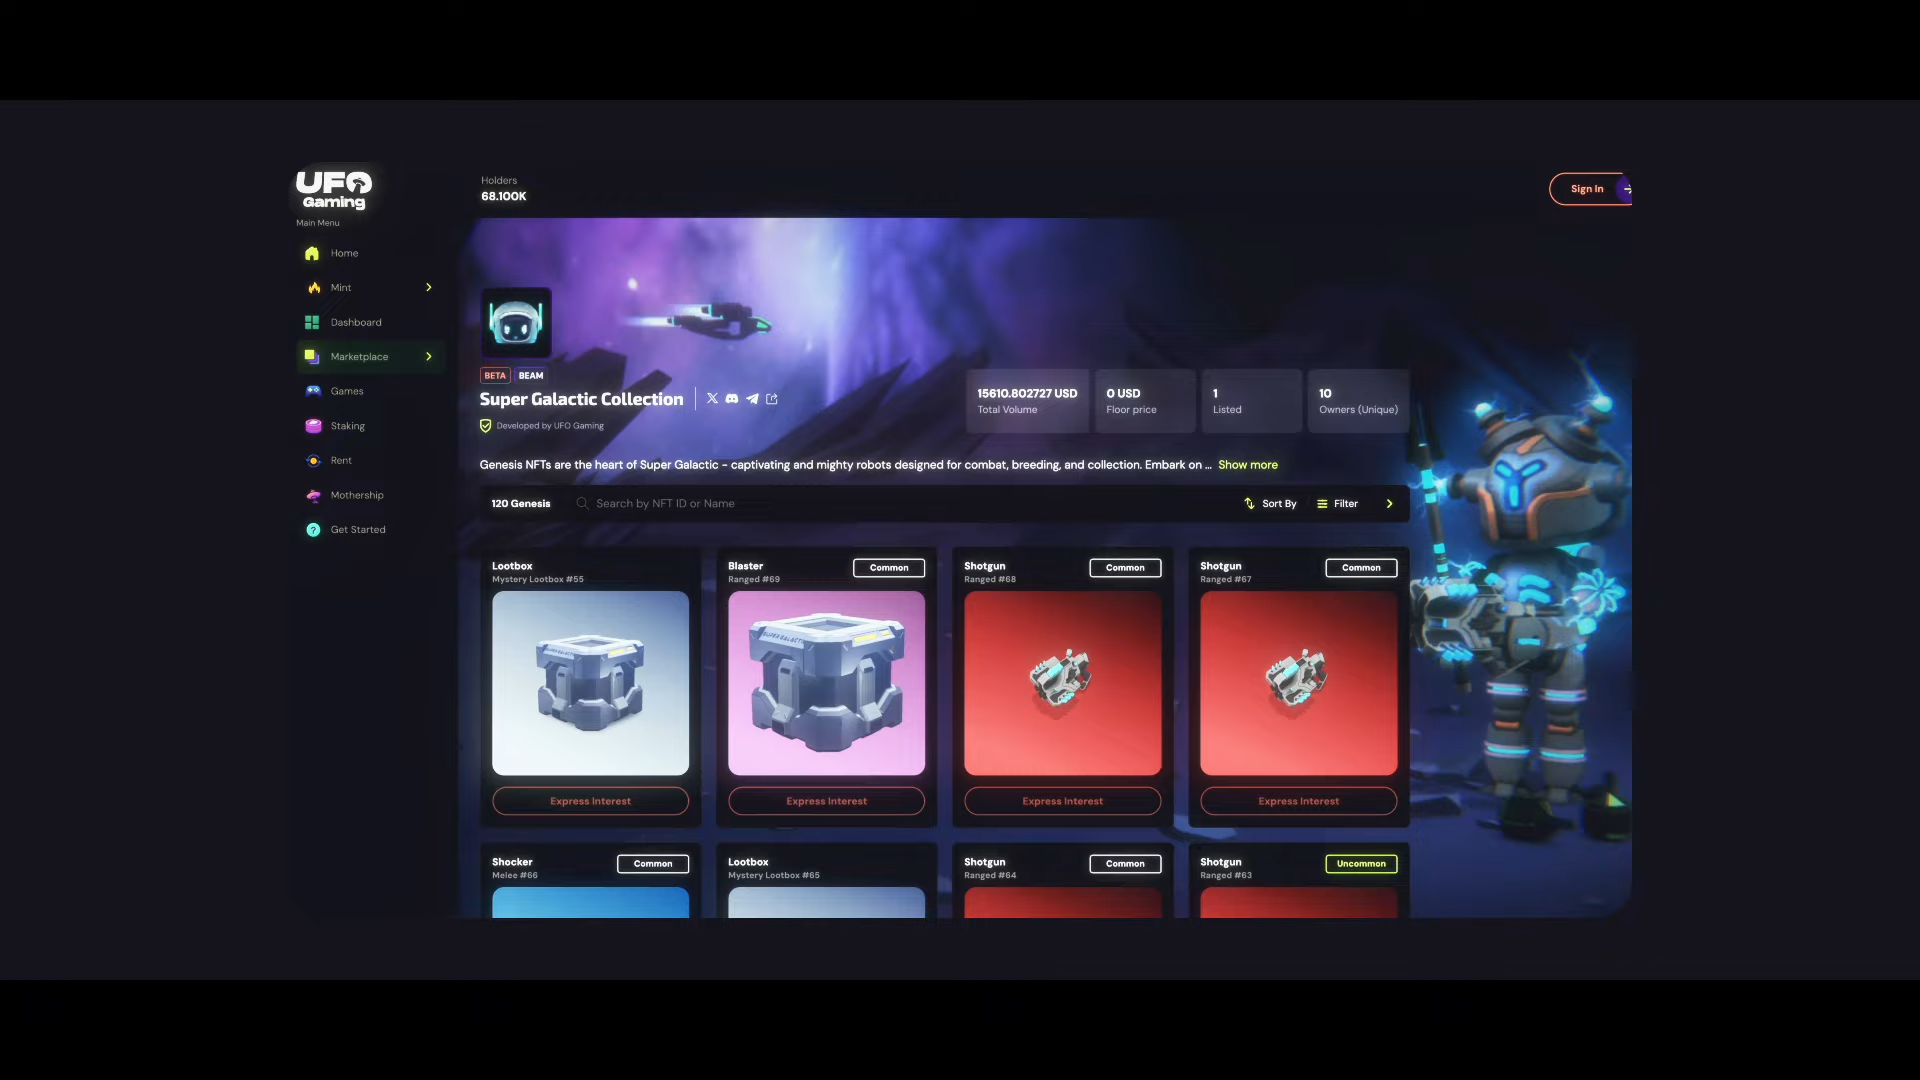 UFO
Gaming
Main Menu
Home
Mint
Dashboard
Marketplace
Games
Staking
Rent
Mothership
Get Started
Holders
68.100K
Sign In
BETA BEAM
Super Galactic Collection
Developed by UFO Gaming
15610.802727 USD
Total Volume
0 USD
Floor price
1
Listed
10
Owners (Unique)
Genesis NFTs are the heart of Super Galactic - captivating and mighty robots designed for combat, breeding, and collection. Embark on ... Show more
120 Genesis
Search by NFT ID or Name
Sort By
Filter
Lootbox
Mystery Lootbox #55
Express Interest
Blaster
Ranged #69
Common
Express Interest
Shotgun
Ranged #68
Common
Express Interest
Shotgun
Ranged #67
Common
Express Interest
Shocker
Melee #66
Common
Lootbox
Mystery Lootbox #65
Shotgun
Ranged #64
Common
Shotgun
Ranged #63
Uncommon